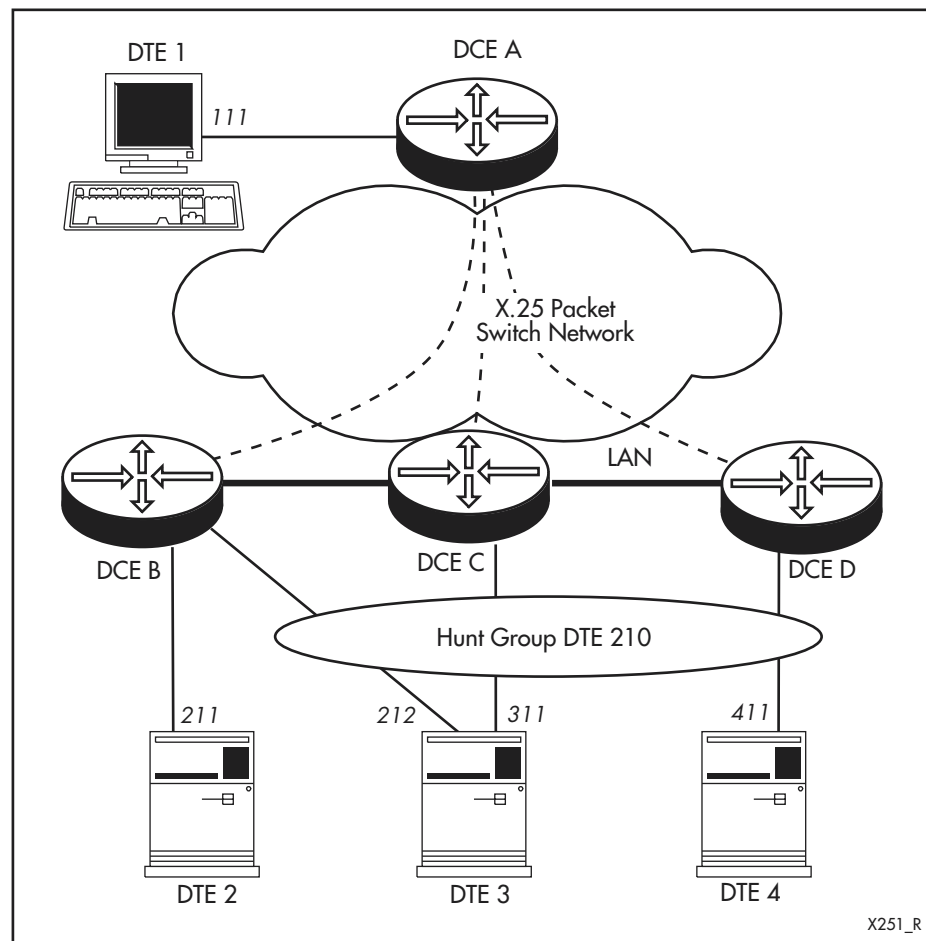 DTE 1
DCE A
111
X.25 Packet
Switch Network
LAN
DCE B
DCE C
DCE D
Hunt Group DTE 210
211
212
311
411
DTE 2
DTE 3
DTE 4
X251_R